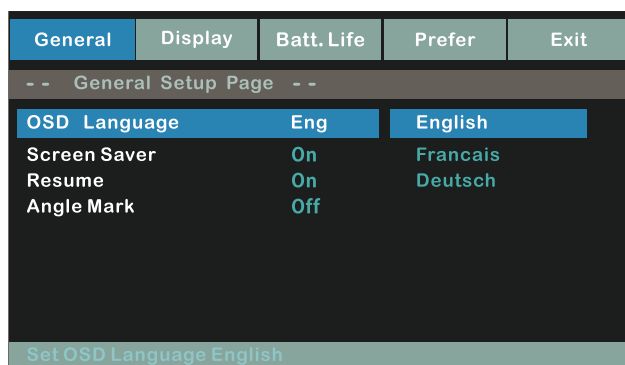 General Display Batt. Life Prefer Exit
-- General Setup Page --
OSD Language Eng English
Screen Saver On Francais
Resume On Deutsch
Angle Mark Off
Set OSD Language English